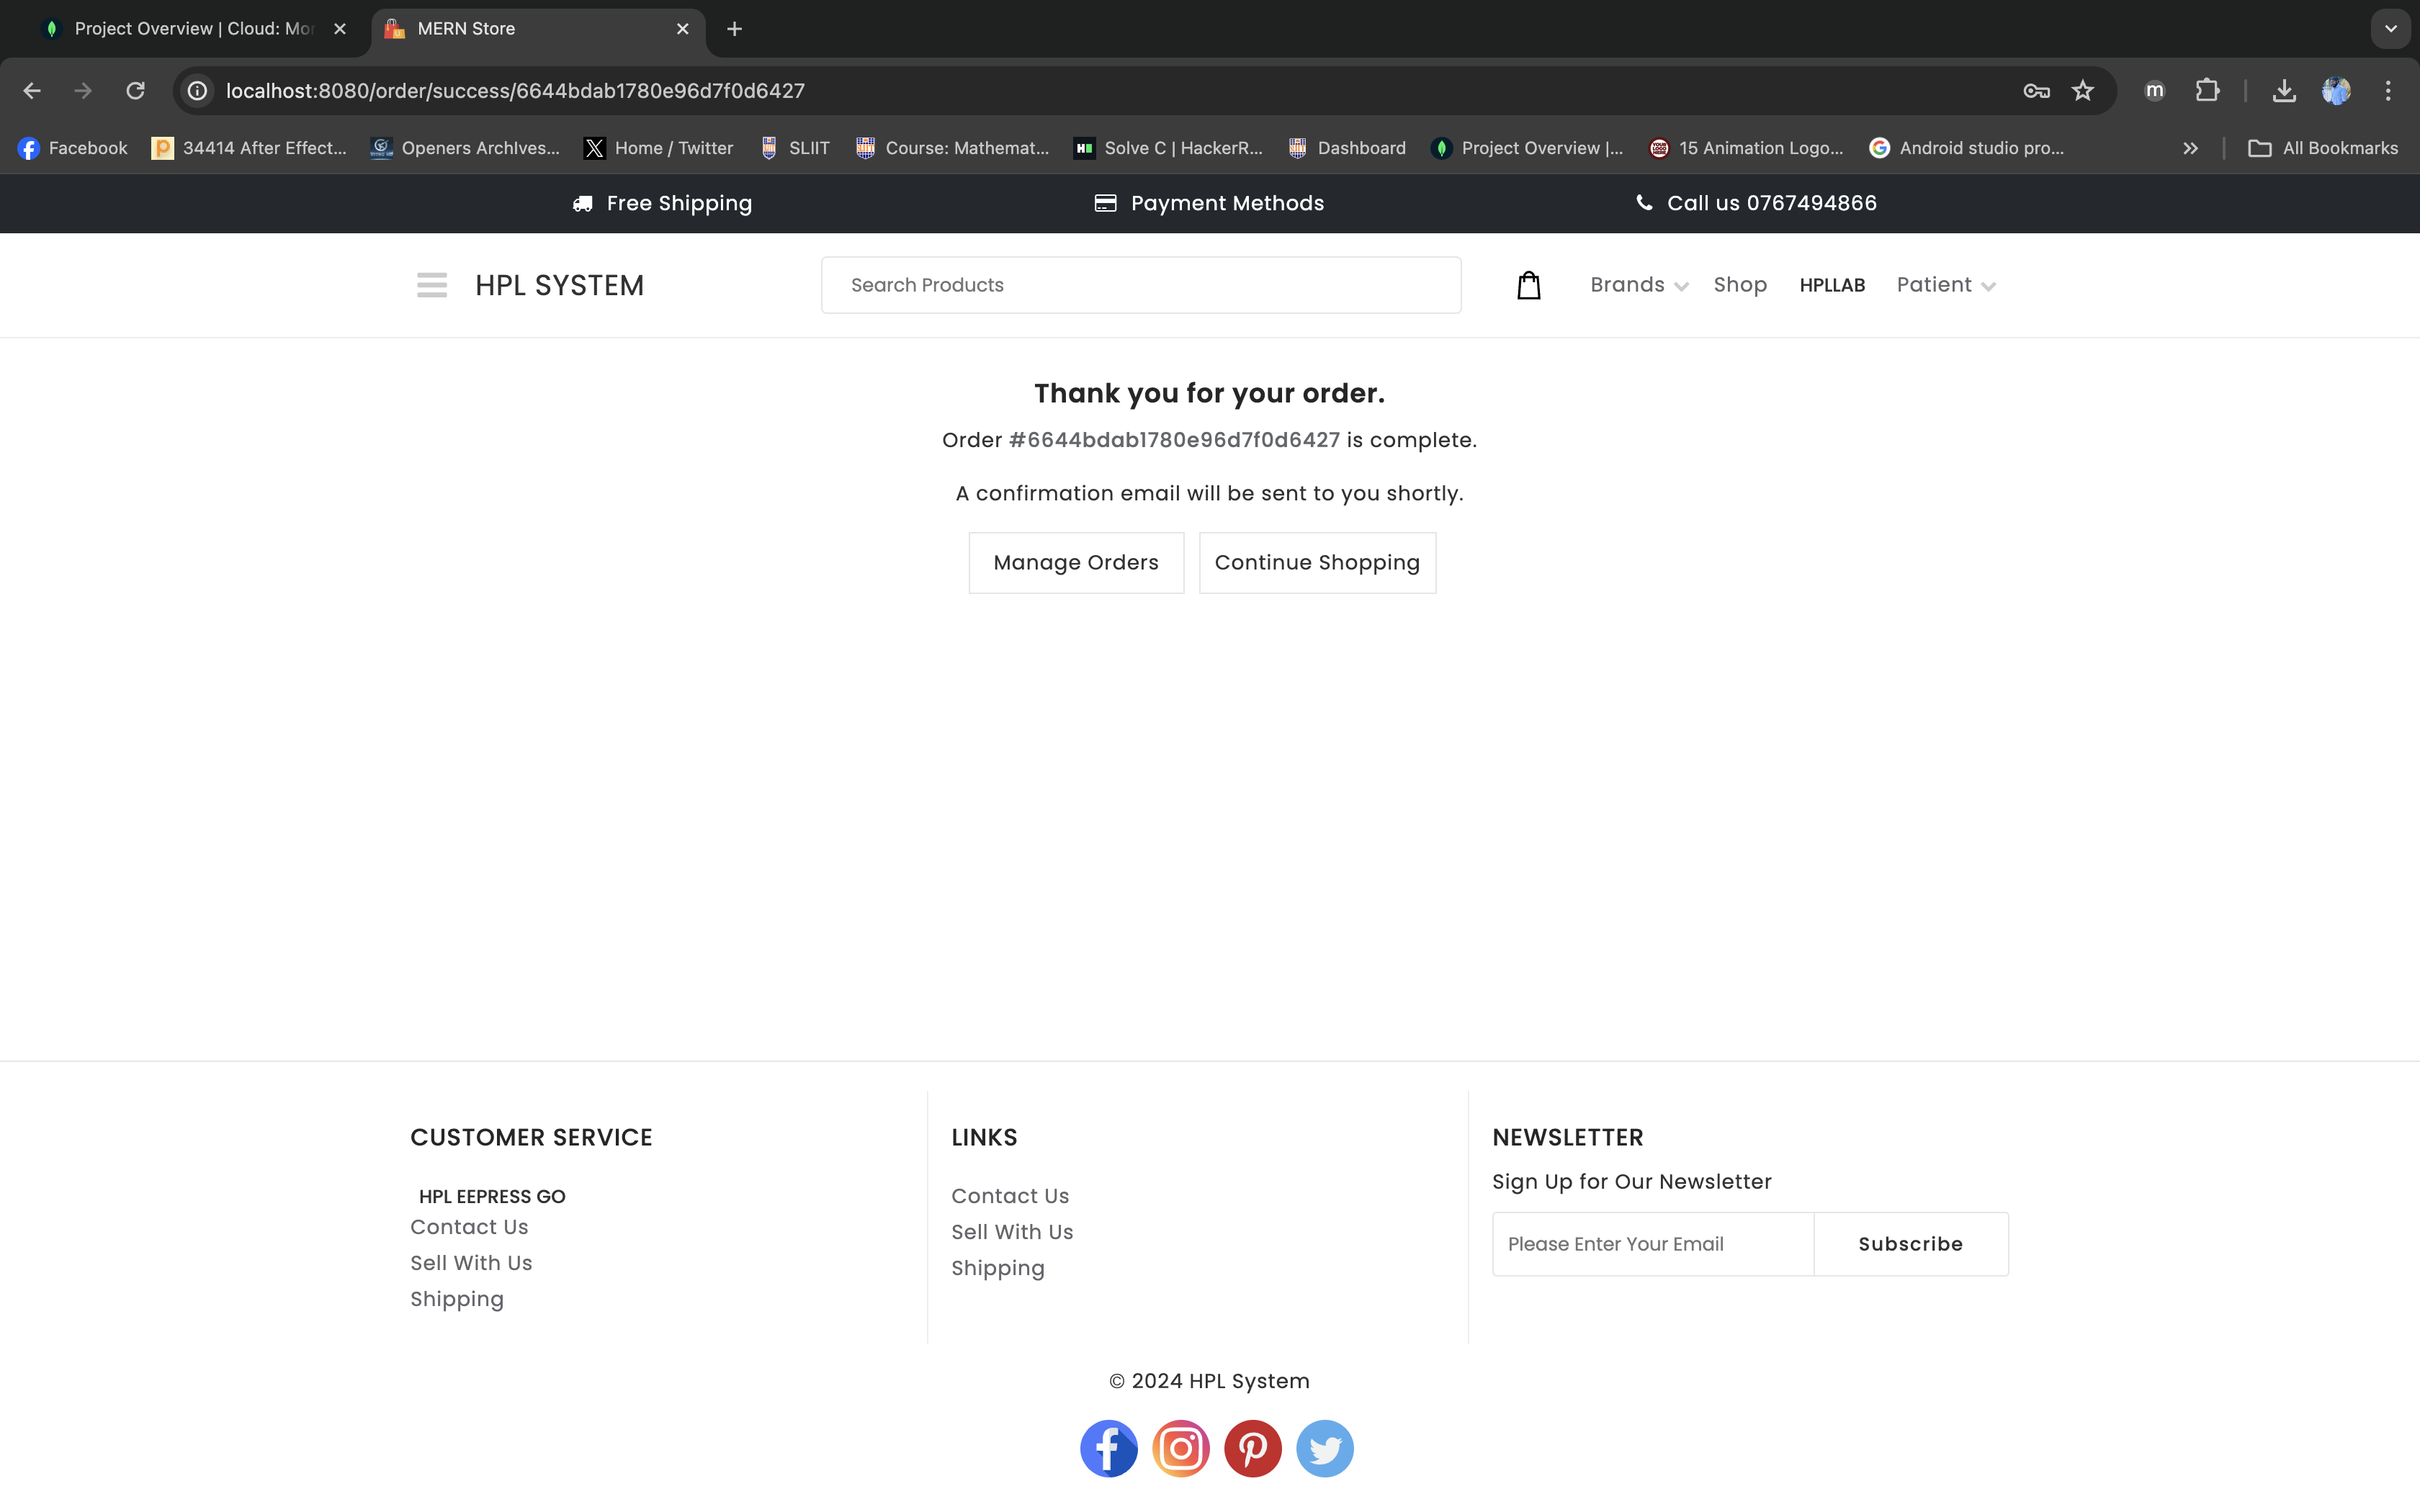 Project Overview | Cloud: Mon
MERN Store
localhost:8080/order/success/6644bdab1780e96d7f0d6427
m
Facebook
34414 After Effect...
Openers ArchIves...
Home / Twitter
SLIIT
Course: Mathemat...
Solve C | HackerR...
Dashboard
Project Overview |...
15 Animation Logo...
Android studio pro...
All Bookmarks
Free Shipping
Payment Methods
Call us 0767494866
HPL SYSTEM
Search Products
Brands
Shop
HPLLAB
Patient
Thank you for your order.
Order #6644bdab1780e96d7f0d6427 is complete.
A confirmation email will be sent to you shortly.
Manage Orders
Continue Shopping
CUSTOMER SERVICE
HPL EEPRESS GO
Contact Us
Sell With Us
Shipping
LINKS
Contact Us
Sell With Us
Shipping
NEWSLETTER
Sign Up for Our Newsletter
Please Enter Your Email
Subscribe
© 2024 HPL System